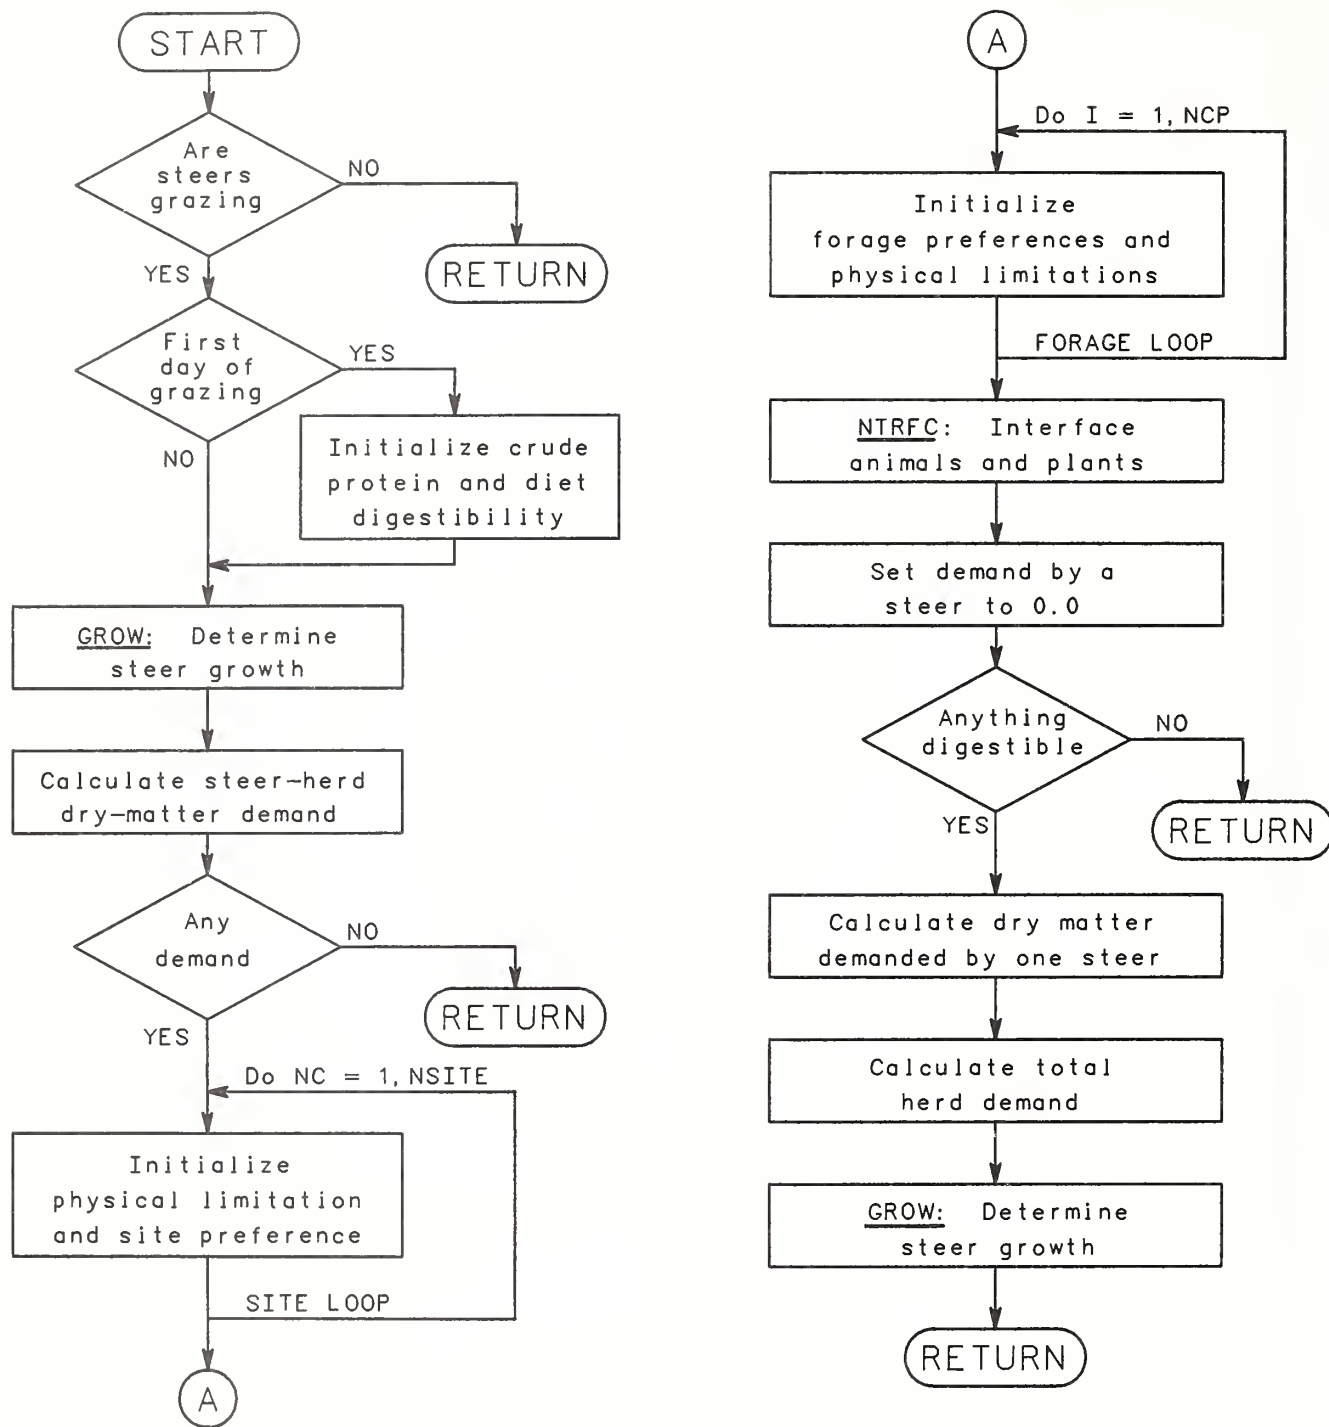 START
Are
steers
grazing
NO
RETURN
YES
First
day of
grazing
YES
Initialize crude
protein and diet
digestibility
NO
GROW: Determine
steer growth
Calculate steer-herd
dry-matter demand
Any
demand
NO
RETURN
YES
Do NC = 1, NSITE
Initialize
physical limitation
and site preference
SITE LOOP
A
A
Do I = 1, NCP
Initialize
forage preferences and
physical limitations
FORAGE LOOP
NTRFC: Interface
animals and plants
Set demand by a
steer to 0.0
Anything
digestible
NO
RETURN
YES
Calculate dry matter
demanded by one steer
Calculate total
herd demand
GROW: Determine
steer growth
RETURN